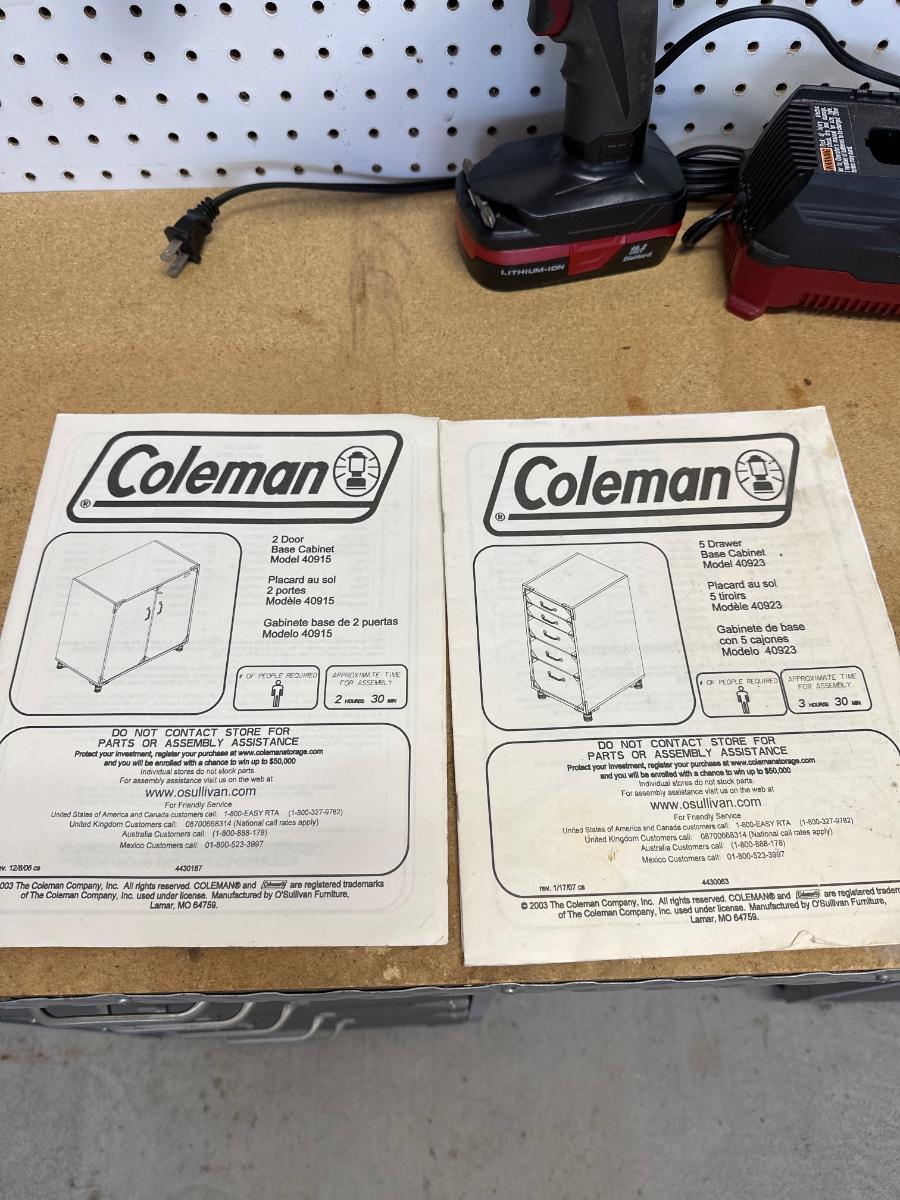 LITHIUM-ION
19.2
VOLT
DieHard
WARNING
Coleman
®
2 Door
Base Cabinet
Model 40915
Placard au sol
2 portes
Modèle 40915
Gabinete base de 2 puertas
Modelo 40915
# OF PEOPLE REQUIRED
APPROXIMATE TIME
FOR ASSEMBLY
2 HOURS: 30 MIN
DO NOT CONTACT STORE FOR
PARTS OR ASSEMBLY ASSISTANCE
Protect your investment, register your purchase at www.colemanstorage.com
and you will be enrolled with a chance to win up to $50,000
Individual stores do not stock parts.
For assembly assistance visit us on the web at
www.osullivan.com
For Friendly Service
United States of America and Canada customers call: 1-800-EASY RTA (1-800-327-9782)
United Kingdom Customers call: 08700668314 (National call rates apply)
Australia Customers call: (1-800-888-178)
Mexico Customers call: 01-800-523-3997
ev. 12/8/06 cs
4430187
2003 The Coleman Company, Inc. All rights reserved. COLEMAN® and Coleman are registered trademarks
of The Coleman Company, Inc. used under license. Manufactured by O'Sullivan Furniture,
Lamar, MO 64759.
Coleman
®
5 Drawer
Base Cabinet
Model 40923
Placard au sol
5 tiroirs
Modèle 40923
Gabinete de base
con 5 cajones
Modelo 40923
# OF PEOPLE REQUIRED
APPROXIMATE TIME
FOR ASSEMBLY
3 HOURS: 30 MIN
DO NOT CONTACT STORE FOR
PARTS OR ASSEMBLY ASSISTANCE
Protect your investment, register your purchase at www.colemanstorage.com
and you will be enrolled with a chance to win up to $50,000
Individual stores do not stock parts.
For assembly assistance visit us on the web at
www.osullivan.com
For Friendly Service
United States of America and Canada customers call: 1-800-EASY RTA (1-800-327-9782)
United Kingdom Customers call: 08700668314 (National call rates apply)
Australia Customers call: (1-800-888-178)
Mexico Customers call: 01-800-523-3997
rev. 1/17/07 cs
4430063
© 2003 The Coleman Company, Inc. All rights reserved. COLEMAN® and Coleman are registered tradem
of The Coleman Company, Inc. used under license. Manufactured by O'Sullivan Furniture,
Lamar, MO 64759.